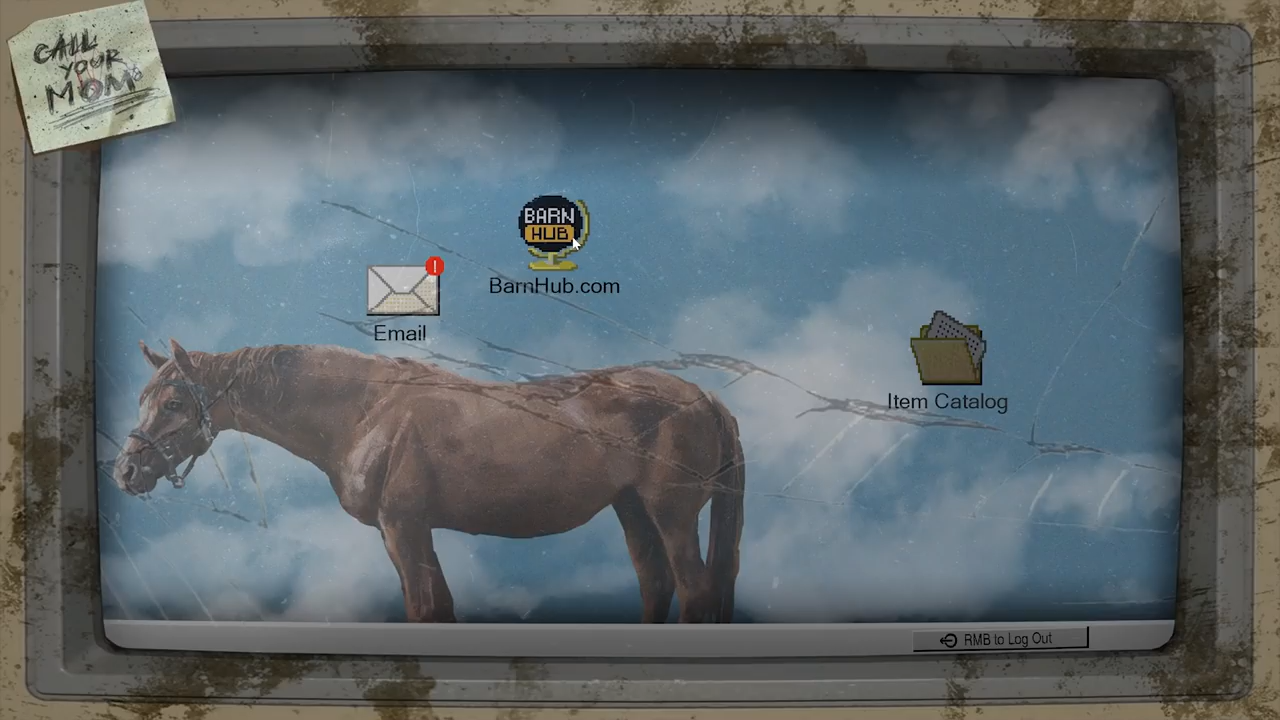 CALL
YOUR
MOM
BARN
HUB
BarnHub.com
!
Email
Item Catalog
RMB to Log Out